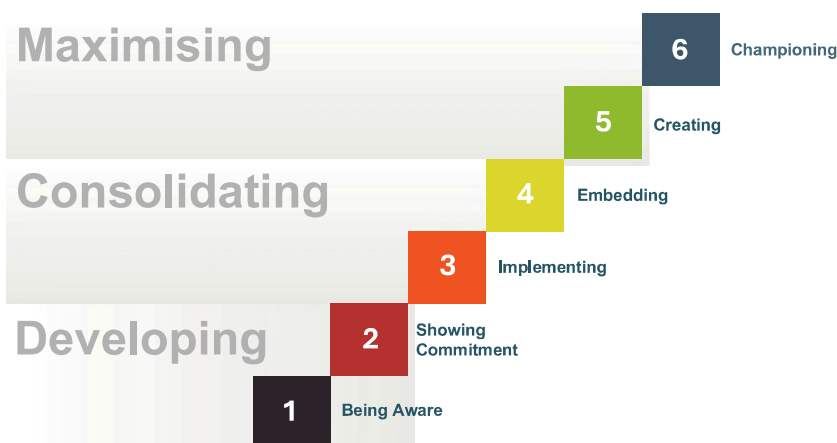 Maximising
6
Championing
5
Creating
Consolidating
4
Embedding
3
Implementing
Developing
2
Showing
Commitment
1
Being Aware